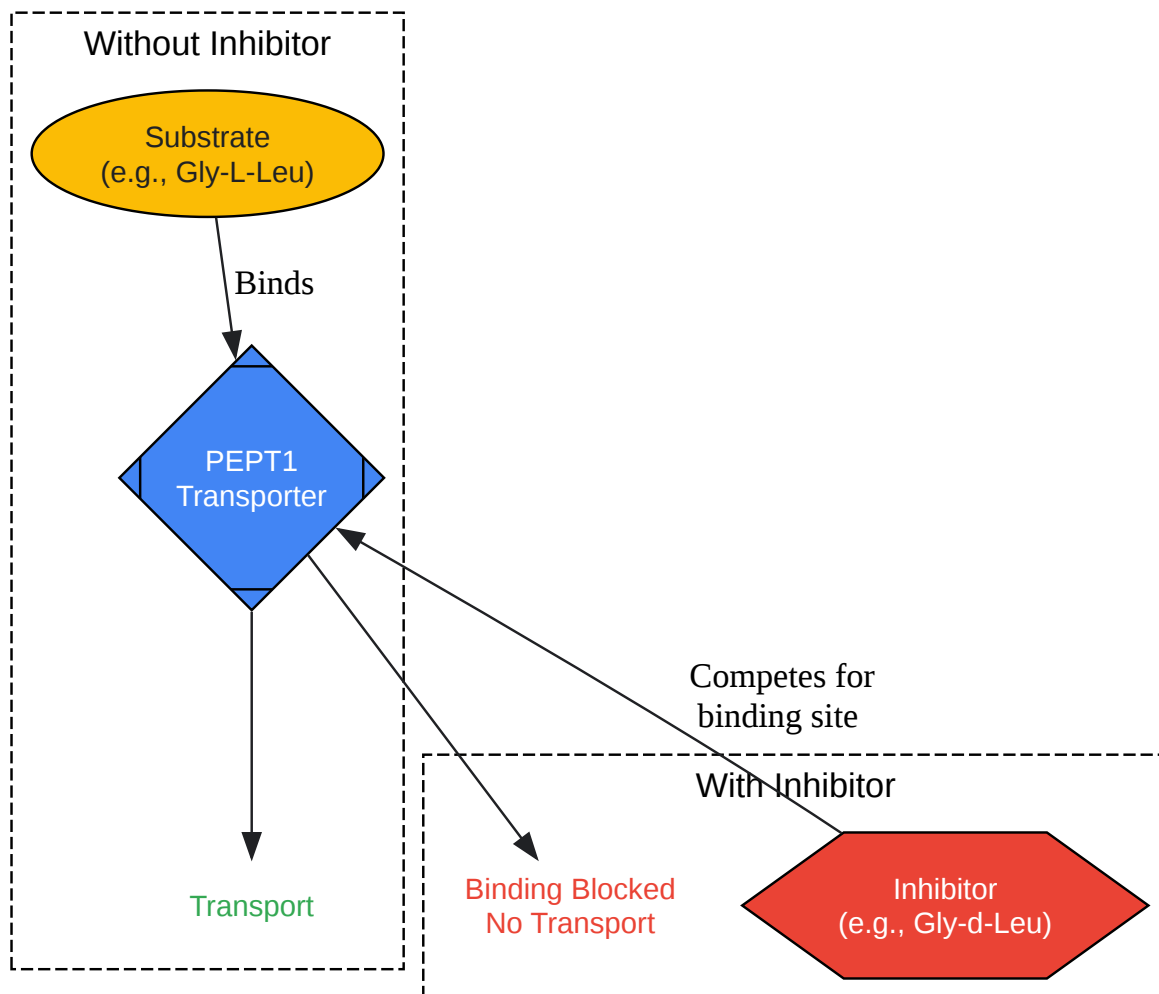 Without Inhibitor
Substrate
(e.g., Gly-L-Leu)
Binds
PEPT1
Transporter
Competes for
binding site
With Inhibitor
Transport
Binding Blocked
No Transport
Inhibitor
(e.g., Gly-d-Leu)